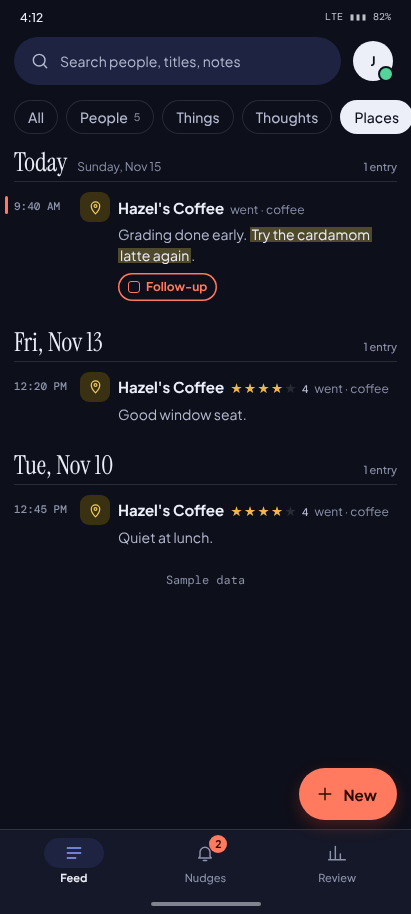 4:12 LTE 82%
Search people, titles, notes J
All People 5 Things Thoughts Places
Today Sunday, Nov 15 1 entry
9:40 AM Hazel's Coffee went · coffee
Grading done early. Try the cardamom
latte again.
Follow-up
Fri, Nov 13 1 entry
12:20 PM Hazel's Coffee ★★★★★ 4 went · coffee
Good window seat.
Tue, Nov 10 1 entry
12:45 PM Hazel's Coffee ★★★★★ 4 went · coffee
Quiet at lunch.
Sample data
+ New
2
Feed Nudges Review